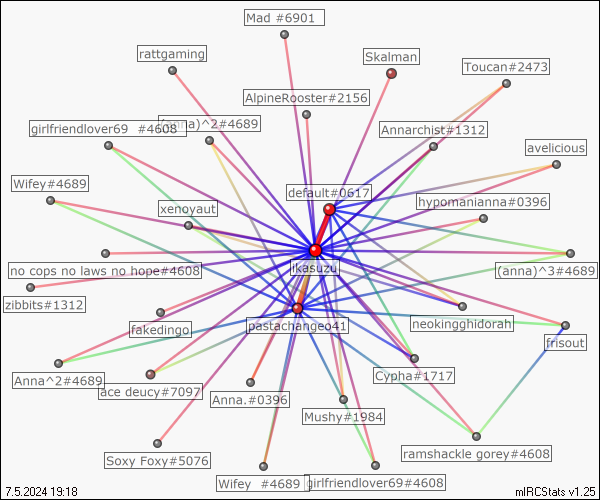 Mad #6901
rattgaming
Skalman
Toucan#2473
AlpineRooster#2156
girlfriendlover69 #4608
(anna)^2#4689
Annarchist#1312
avelicious
Wifey#4689
default#0617
hypomanianna#0396
xenoyaut
ikasuzu
no cops no laws no hope#4608
(anna)^3#4689
zibbits#1312
fakedingo
pastachangeo41
neokingghidorah
frisout
Anna^2#4689
ace deucy#7097
Cypha#1717
Anna.#0396
Mushy#1984
Soxy Foxy#5076
ramshackle gorey#4608
Wifey #4689
girlfriendlover69#4608
7.5.2024 19:18
mIRCStats v1.25